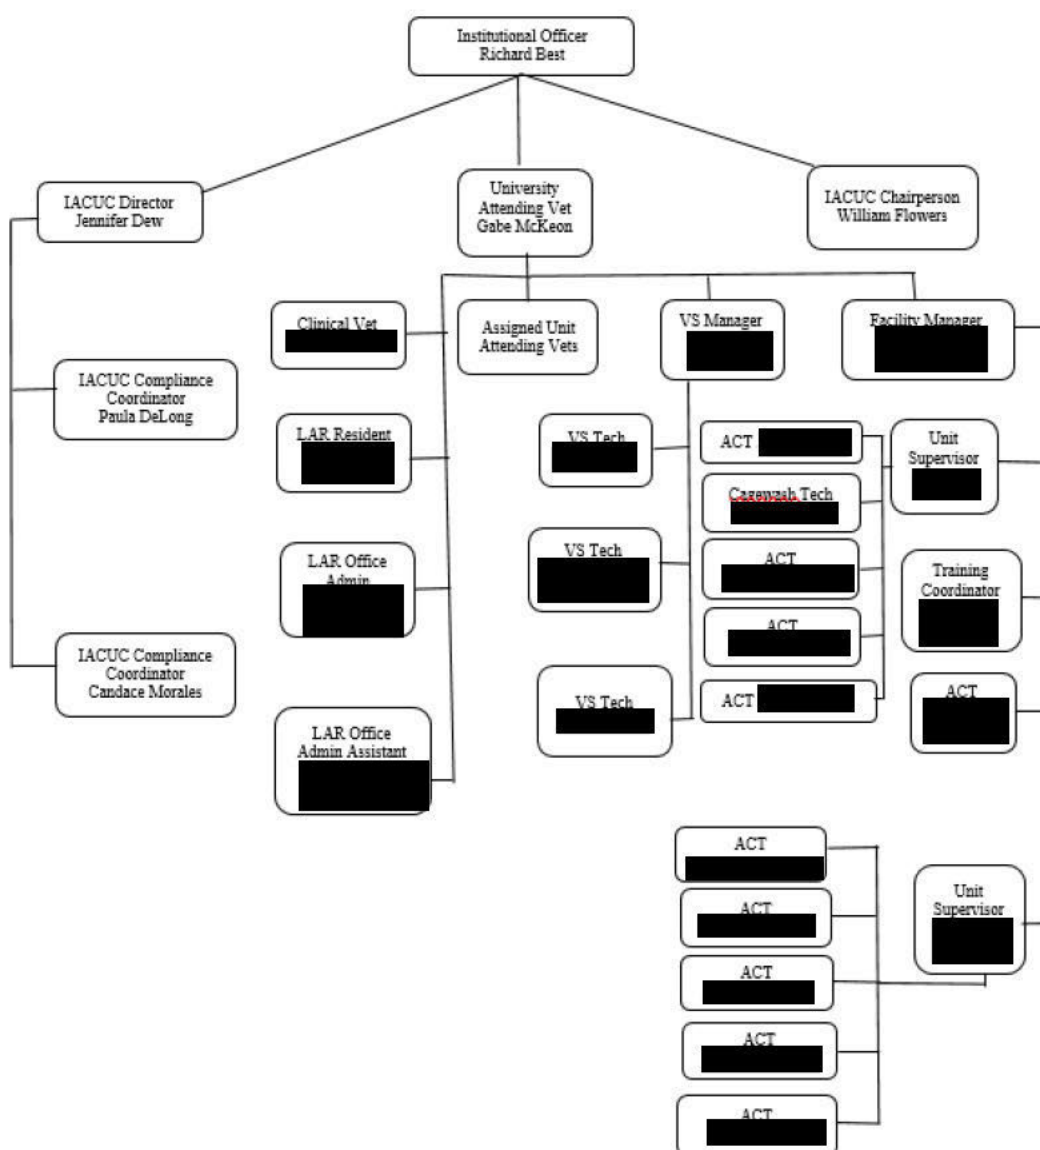 Institutional Officer
Richard Best
IACUC Director
Jennifer Dew
University
Attending Vet
Gabe McKeon
IACUC Chairperson
William Flowers
Clinical Vet
Assigned Unit
Attending Vets
VS Manager
Facility Manager
IACUC Compliance
Coordinator
Paula DeLong
LAR Resident
VS Tech
ACT
Unit
Supervisor
Cagewash Tech
LAR Office
Admin
VS Tech
ACT
Training
Coordinator
ACT
IACUC Compliance
Coordinator
Candace Morales
VS Tech
ACT
ACT
LAR Office
Admin Assistant
ACT
Unit
Supervisor
ACT
ACT
ACT
ACT